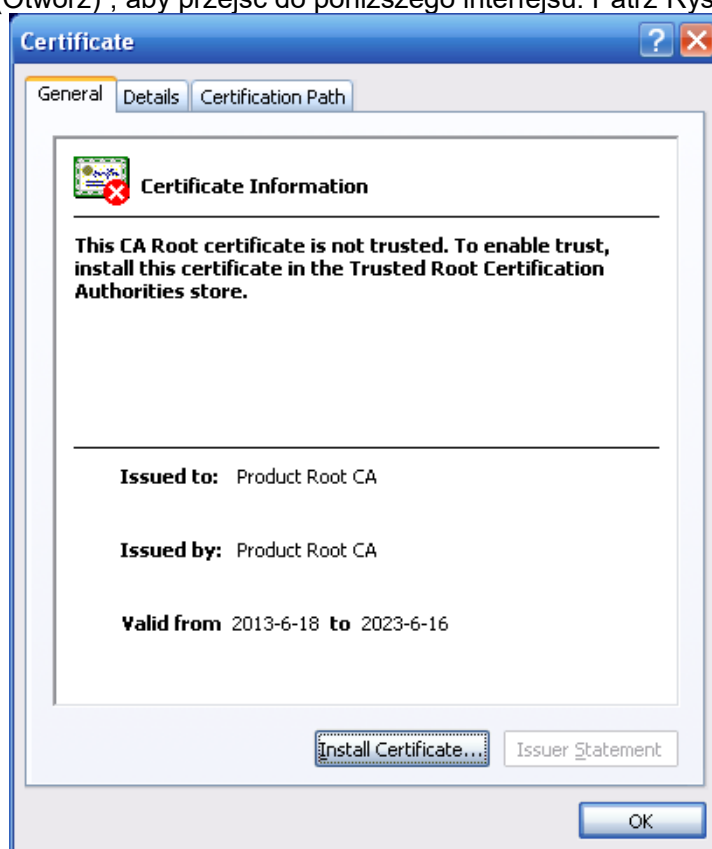 (Otwórz) , aby przejść do poniższego interfejsu. Patrz Rys
Certificate
General Details Certification Path
Certificate Information
This CA Root certificate is not trusted. To enable trust,
install this certificate in the Trusted Root Certification
Authorities store.
Issued to: Product Root CA
Issued by: Product Root CA
Valid from 2013-6-18 to 2023-6-16
Install Certificate... Issuer Statement
OK